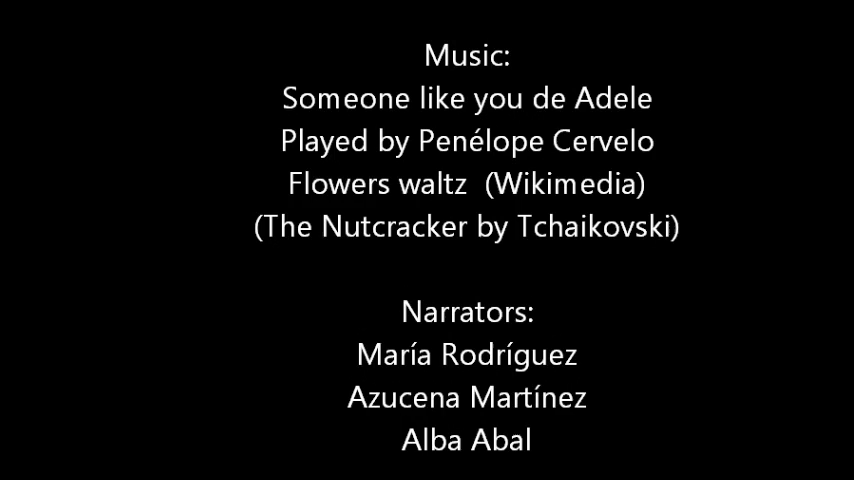 Music:
Someone like you de Adele
Played by Penélope Cervelo
Flowers waltz  (Wikimedia)
(The Nutcracker by Tchaikovski)
Narrators:
María Rodríguez
Azucena Martínez
Alba Abal